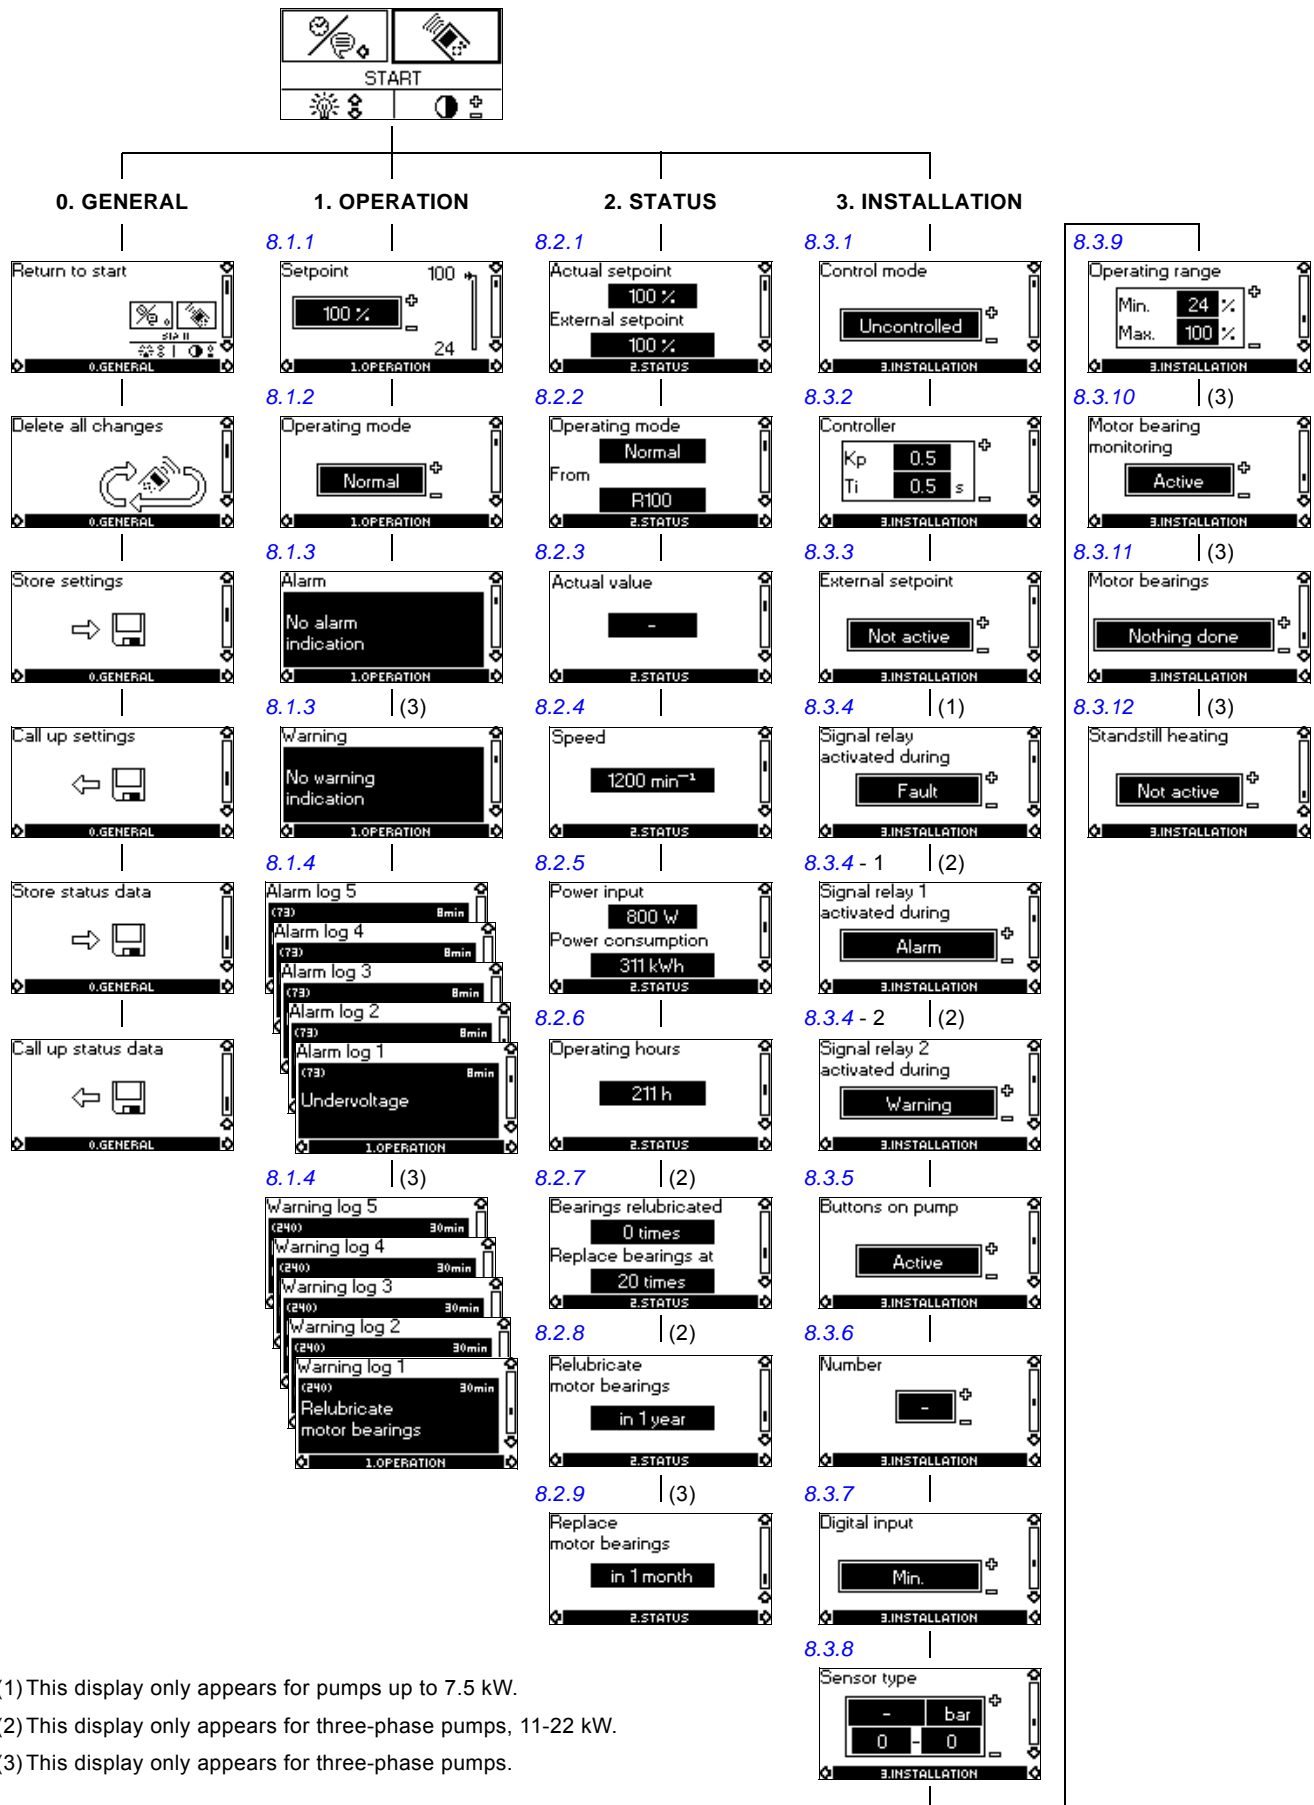 START
0. GENERAL
Return to start
START
0.GENERAL
Delete all changes
0.GENERAL
Store settings
0.GENERAL
Call up settings
0.GENERAL
Store status data
0.GENERAL
Call up status data
0.GENERAL
1. OPERATION
8.1.1
Setpoint
100
100 %
24
1.OPERATION
8.1.2
Operating mode
Normal
1.OPERATION
8.1.3
Alarm
No alarm
indication
1.OPERATION
8.1.3
(3)
Warning
No warning
indication
1.OPERATION
8.1.4
Alarm log 5
(73) 8min
Alarm log 4
(73) 8min
Alarm log 3
(73) 8min
Alarm log 2
(73) 8min
Alarm log 1
(73) 8min
Undervoltage
1.OPERATION
8.1.4
(3)
Warning log 5
(240) 30min
Warning log 4
(240) 30min
Warning log 3
(240) 30min
Warning log 2
(240) 30min
Warning log 1
(240) 30min
Relubricate
motor bearings
1.OPERATION
2. STATUS
8.2.1
Actual setpoint
100 %
External setpoint
100 %
2.STATUS
8.2.2
Operating mode
Normal
From
R100
2.STATUS
8.2.3
Actual value
-
2.STATUS
8.2.4
Speed
1200 min⁻¹
2.STATUS
8.2.5
Power input
800 W
Power consumption
311 kWh
2.STATUS
8.2.6
Operating hours
211 h
2.STATUS
8.2.7
(2)
Bearings relubricated
0 times
Replace bearings at
20 times
2.STATUS
8.2.8
(2)
Relubricate
motor bearings
in 1 year
2.STATUS
8.2.9
(3)
Replace
motor bearings
in 1 month
2.STATUS
3. INSTALLATION
8.3.1
Control mode
Uncontrolled
3.INSTALLATION
8.3.2
Controller
Kp 0.5
Ti 0.5 s
3.INSTALLATION
8.3.3
External setpoint
Not active
3.INSTALLATION
8.3.4
(1)
Signal relay
activated during
Fault
3.INSTALLATION
8.3.4 - 1
(2)
Signal relay 1
activated during
Alarm
3.INSTALLATION
8.3.4 - 2
(2)
Signal relay 2
activated during
Warning
3.INSTALLATION
8.3.5
Buttons on pump
Active
3.INSTALLATION
8.3.6
Number
-
3.INSTALLATION
8.3.7
Digital input
Min.
3.INSTALLATION
8.3.8
Sensor type
- bar
0 - 0
3.INSTALLATION
8.3.9
Operating range
Min. 24 %
Max. 100 %
3.INSTALLATION
8.3.10
(3)
Motor bearing
monitoring
Active
3.INSTALLATION
8.3.11
(3)
Motor bearings
Nothing done
3.INSTALLATION
8.3.12
(3)
Standstill heating
Not active
3.INSTALLATION
(1) This display only appears for pumps up to 7.5 kW.
(2) This display only appears for three-phase pumps, 11-22 kW.
(3) This display only appears for three-phase pumps.